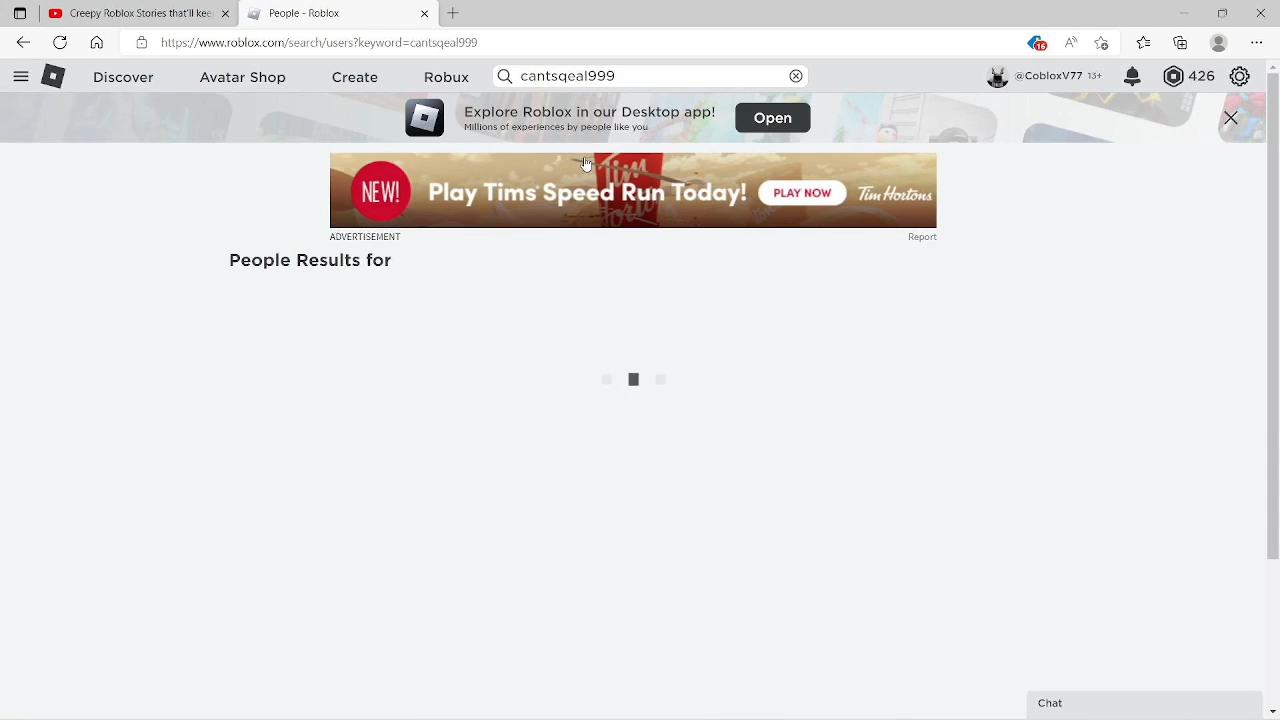 Creepy Roblox Stories that'll kee
People - Roblox
https://www.roblox.com/search/users?keyword=cantsqeal999
16
Discover
Avatar Shop
Create
Robux
cantsqeal999
@CobloxV77 13+
426
Explore Roblox in our Desktop app!
Millions of experiences by people like you
Open
NEW!
Play Tims Speed Run Today!
PLAY NOW
Tim Hortons
ADVERTISEMENT
Report
People Results for
Chat